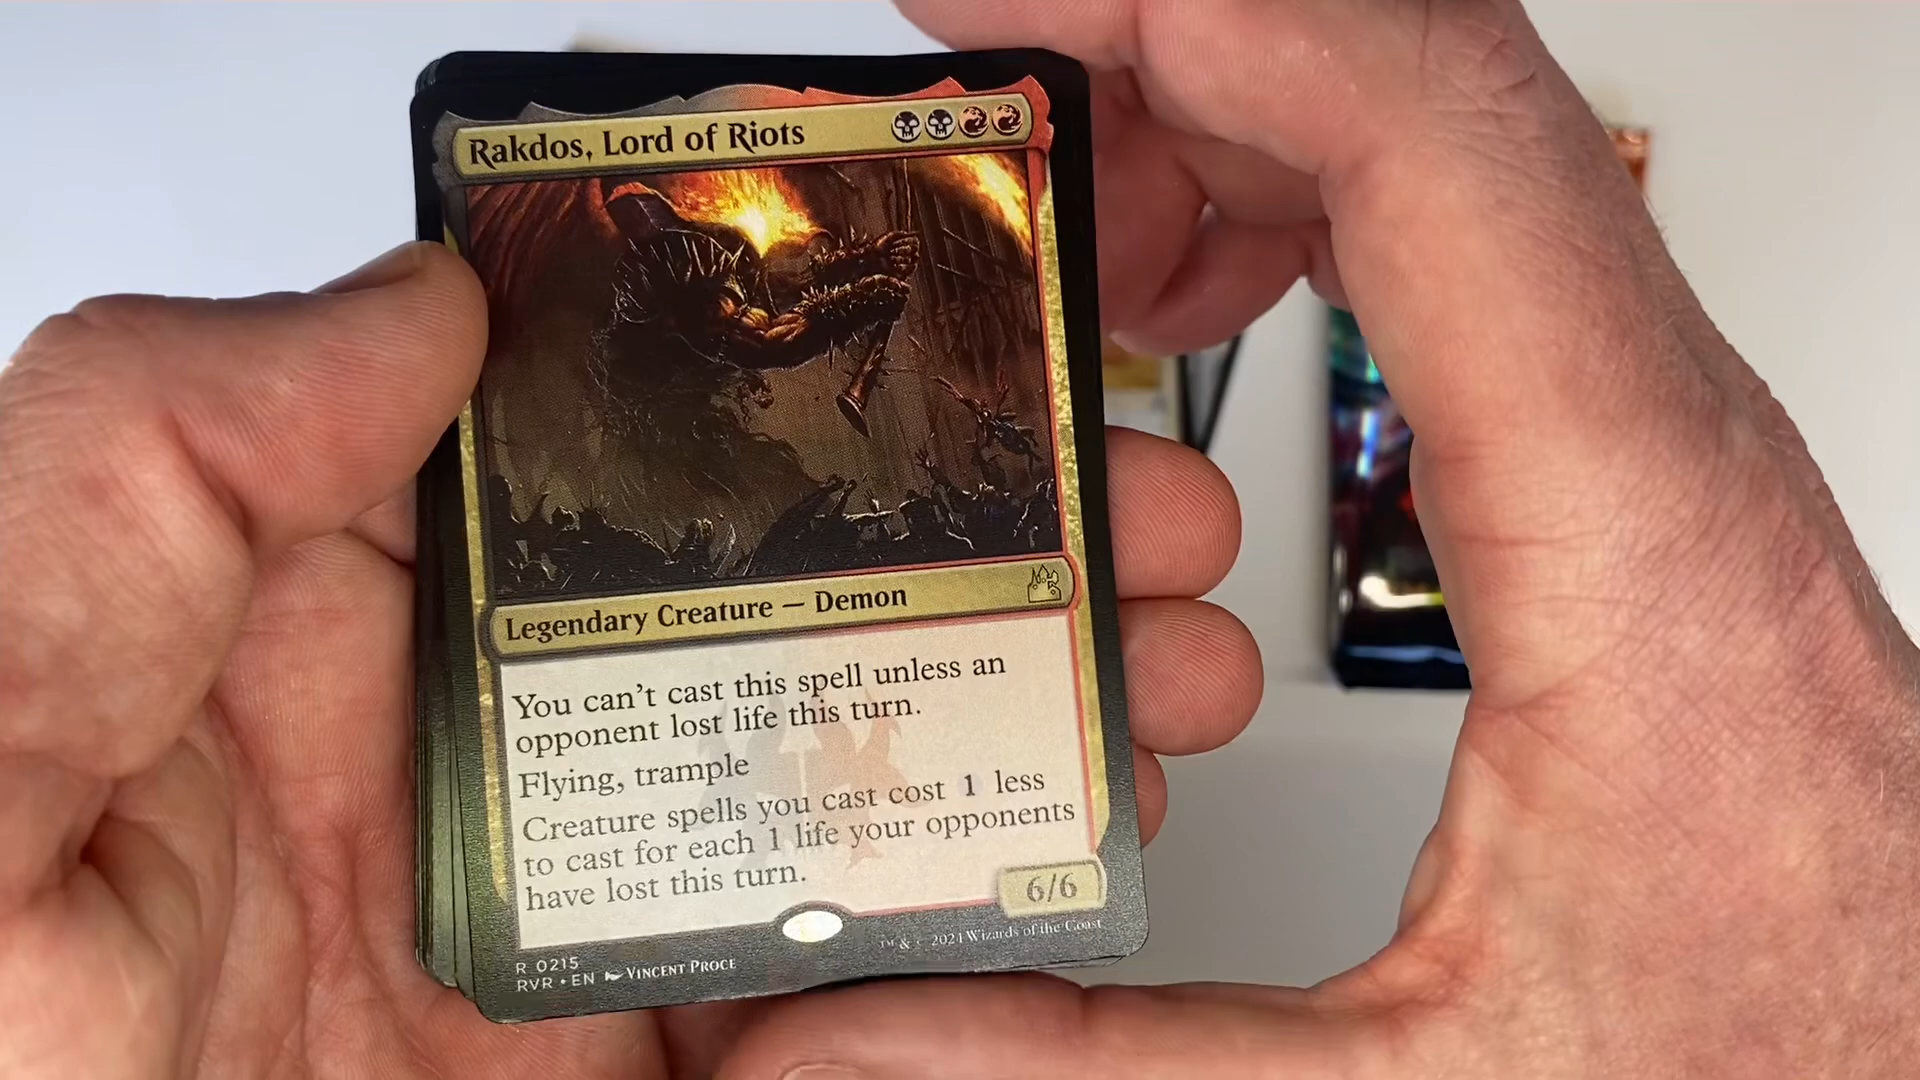 Rakdos, Lord of Riots
Legendary Creature — Demon
You can't cast this spell unless an
opponent lost life this turn.
Flying, trample
Creature spells you cast cost 1 less
to cast for each 1 life your opponents
have lost this turn.
6/6
R 0215
™ & © 2024 Wizards of the Coast
RVR • EN VINCENT PROCE